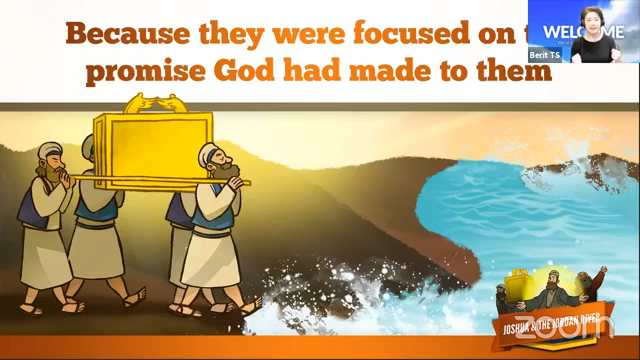 Because they were focused on t
promise God had made to them
WELCOME
Berit TS
JOSHUA & THE JORDAN RIVER
zoom